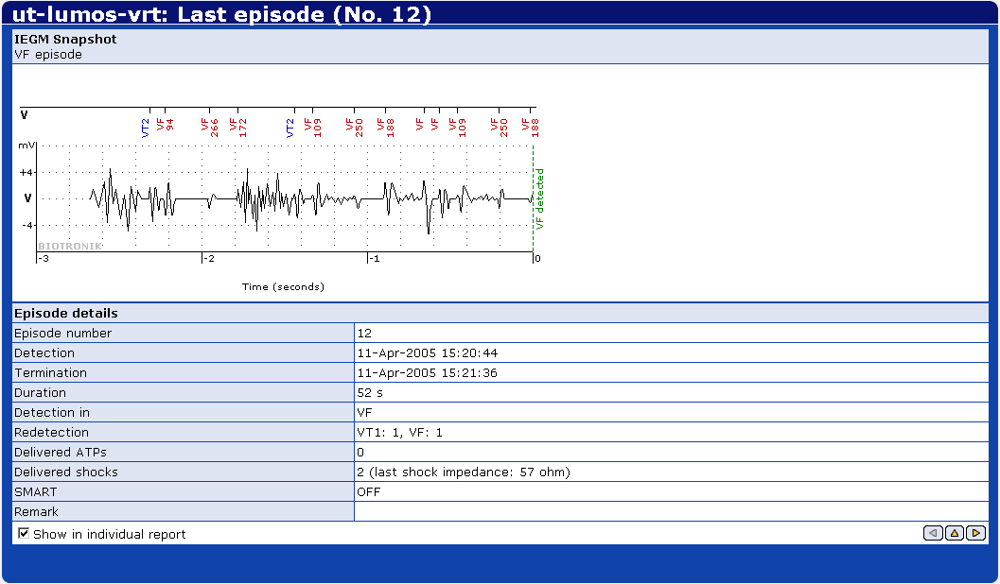 ut-lumos-vrt: Last episode (No. 12)
IEGM Snapshot
VF episode
V
VT2 VF 94 VF 266 VF 172 VT2 VF 109 VF 250 VF 188 VF VF VF 109 VF 250 VF 188
mV
+4
V
-4
VF detected
BIOTRONIK
-3 -2 -1 0
Time (seconds)
Episode details
Episode number 12
Detection 11-Apr-2005 15:20:44
Termination 11-Apr-2005 15:21:36
Duration 52 s
Detection in VF
Redetection VT1: 1, VF: 1
Delivered ATPs 0
Delivered shocks 2 (last shock impedance: 57 ohm)
SMART OFF
Remark
Show in individual report